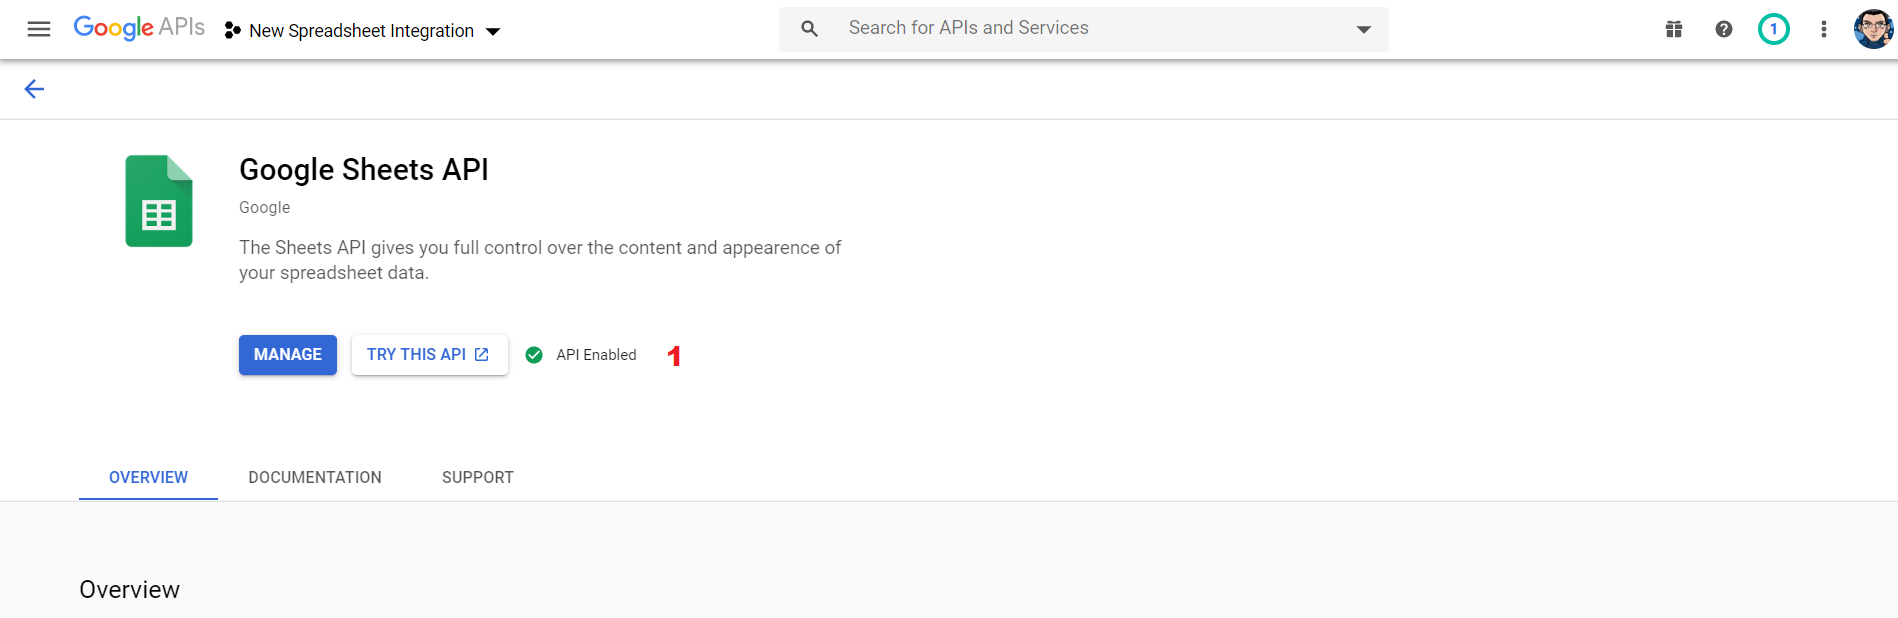 Google APIs New Spreadsheet Integration Search for APIs and Services 1
Google Sheets API
Google
The Sheets API gives you full control over the content and appearence of
your spreadsheet data.
MANAGE TRY THIS API API Enabled 1
OVERVIEW DOCUMENTATION SUPPORT
Overview